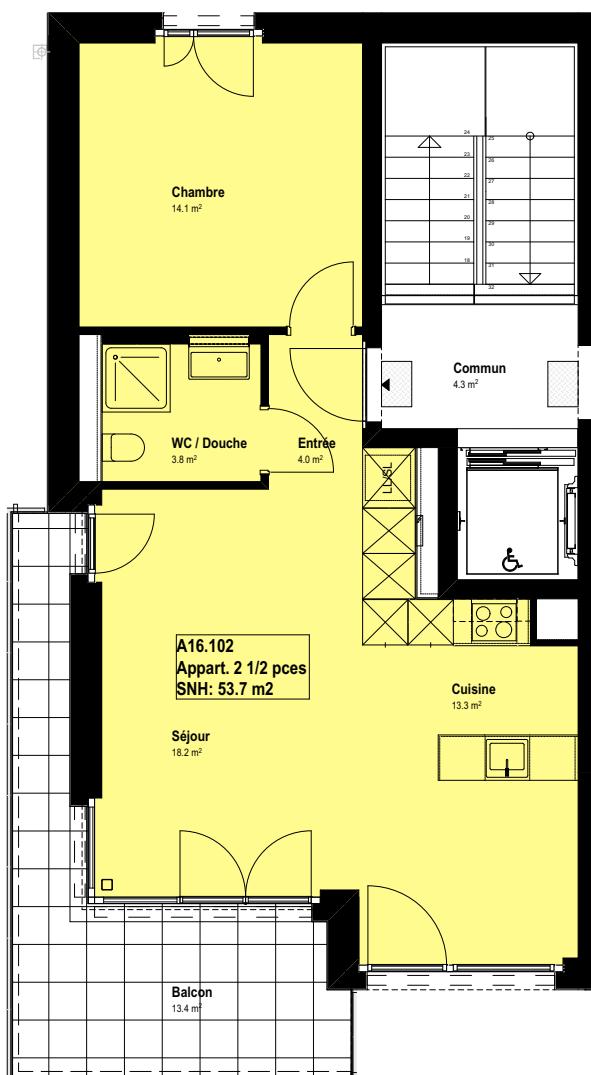 24
25
23
26
22
27
21
28
20
29
19
30
18
31
32
Chambre
14.1 m²
Commun
4.3 m²
WC / Douche
3.8 m²
Entrée
4.0 m²
LL/SL
A16.102
Appart. 2 1/2 pces
SNH: 53.7 m2
Cuisine
13.3 m²
Séjour
18.2 m²
Balcon
13.4 m²